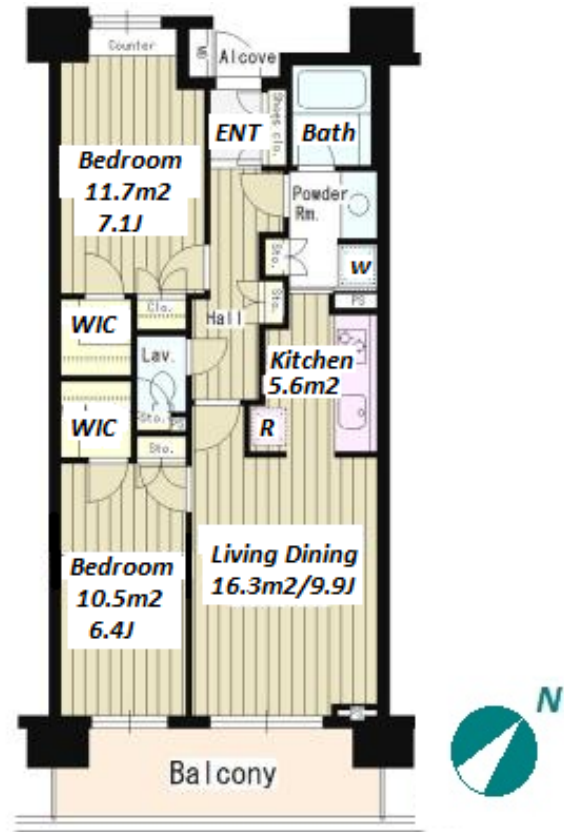 Counter
MB
Alcove
ENT
Shoes clo.
Bath
Bedroom
11.7m2
7.1J
Powder
Rm.
Sto.
W
Sto.
PS
Clo.
Hall
WIC
Lav.
Kitchen
5.6m2
WIC
Sto.
PS
R
Sto.
Living Dining
16.3m2/9.9J
Bedroom
10.5m2
6.4J
N
Balcony